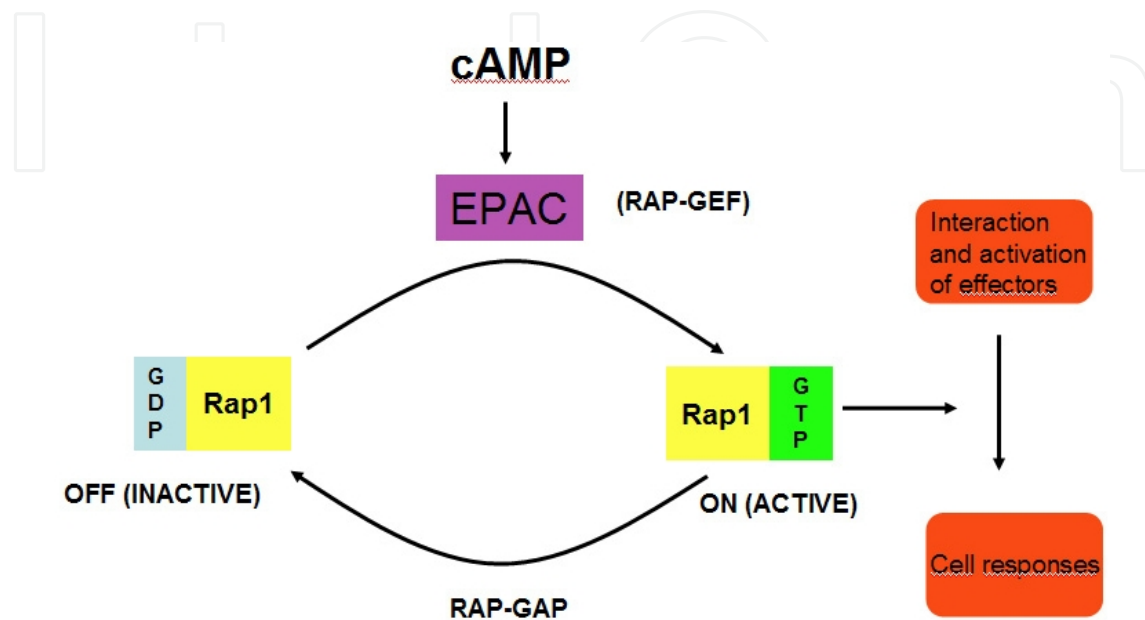 cAMP
EPAC
(RAP-GEF)
Interaction
and activation
of effectors
G
D
P
Rap1
Rap1
G
T
P
OFF (INACTIVE)
ON (ACTIVE)
Cell responses
RAP-GAP